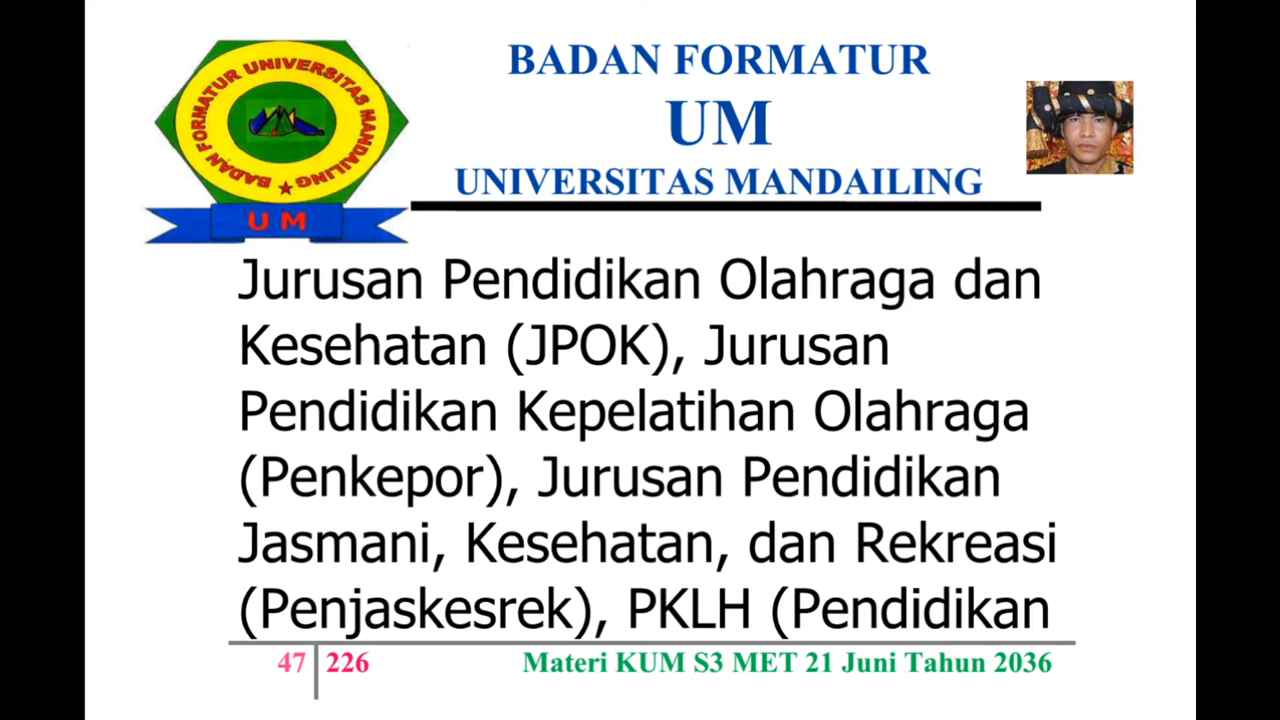 BADAN FORMATUR UNIVERSITAS MANDAILING
U M
BADAN FORMATUR
UM
UNIVERSITAS MANDAILING
Jurusan Pendidikan Olahraga dan
Kesehatan (JPOK), Jurusan
Pendidikan Kepelatihan Olahraga
(Penkepor), Jurusan Pendidikan
Jasmani, Kesehatan, dan Rekreasi
(Penjaskesrek), PKLH (Pendidikan
47 226 Materi KUM S3 MET 21 Juni Tahun 2036